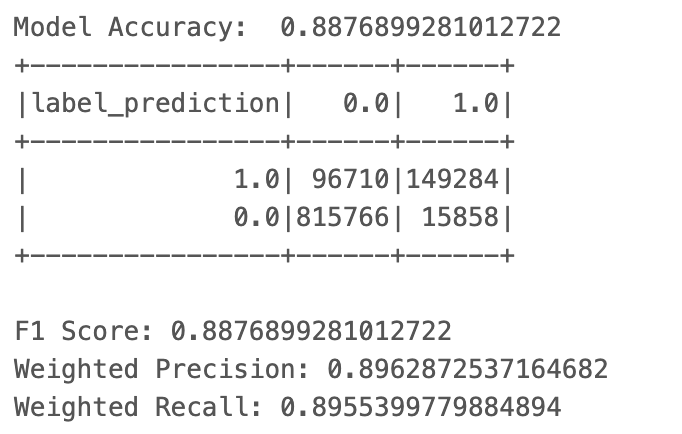 Model Accuracy:  0.8876899281012722
+----------------+------+------+
|label_prediction|   0.0|   1.0|
+----------------+------+------+
|             1.0| 96710|149284|
|             0.0|815766| 15858|
+----------------+------+------+
F1 Score: 0.8876899281012722
Weighted Precision: 0.8962872537164682
Weighted Recall: 0.8955399779884894